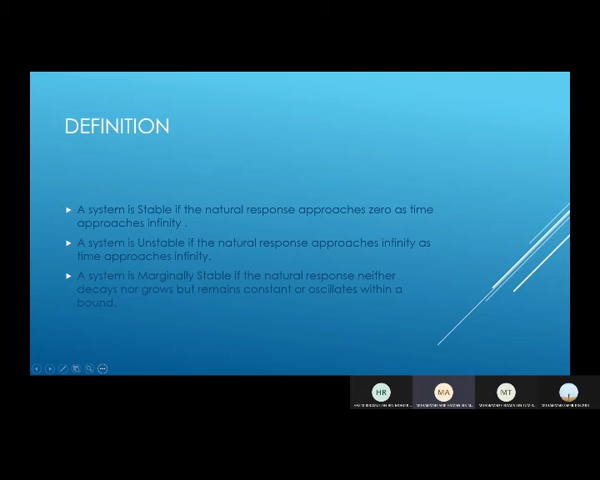 DEFINITION
A system is Stable if the natural response approaches zero as time
approaches infinity .
A system is Unstable if the natural response approaches infinity as
time approaches infinity.
A system is Marginally Stable if the natural response neither
decays nor grows but remains constant or oscillates within a
bound.
HR
MA
MT